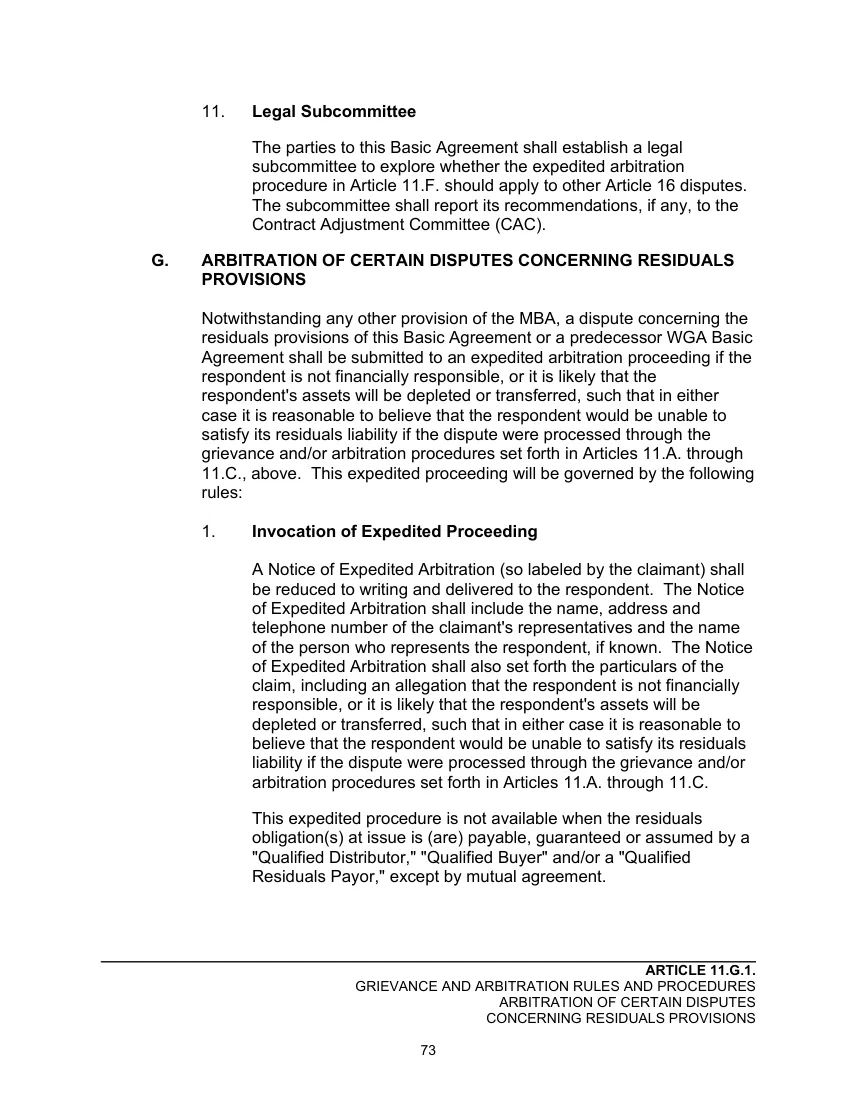 11. Legal Subcommittee
The parties to this Basic Agreement shall establish a legal
subcommittee to explore whether the expedited arbitration
procedure in Article 11.F. should apply to other Article 16 disputes.
The subcommittee shall report its recommendations, if any, to the
Contract Adjustment Committee (CAC).
G. ARBITRATION OF CERTAIN DISPUTES CONCERNING RESIDUALS
PROVISIONS
Notwithstanding any other provision of the MBA, a dispute concerning the
residuals provisions of this Basic Agreement or a predecessor WGA Basic
Agreement shall be submitted to an expedited arbitration proceeding if the
respondent is not financially responsible, or it is likely that the
respondent's assets will be depleted or transferred, such that in either
case it is reasonable to believe that the respondent would be unable to
satisfy its residuals liability if the dispute were processed through the
grievance and/or arbitration procedures set forth in Articles 11.A. through
11.C., above.  This expedited proceeding will be governed by the following
rules:
1. Invocation of Expedited Proceeding
A Notice of Expedited Arbitration (so labeled by the claimant) shall
be reduced to writing and delivered to the respondent.  The Notice
of Expedited Arbitration shall include the name, address and
telephone number of the claimant's representatives and the name
of the person who represents the respondent, if known.  The Notice
of Expedited Arbitration shall also set forth the particulars of the
claim, including an allegation that the respondent is not financially
responsible, or it is likely that the respondent's assets will be
depleted or transferred, such that in either case it is reasonable to
believe that the respondent would be unable to satisfy its residuals
liability if the dispute were processed through the grievance and/or
arbitration procedures set forth in Articles 11.A. through 11.C.
This expedited procedure is not available when the residuals
obligation(s) at issue is (are) payable, guaranteed or assumed by a
"Qualified Distributor," "Qualified Buyer" and/or a "Qualified
Residuals Payor," except by mutual agreement.
ARTICLE 11.G.1.
GRIEVANCE AND ARBITRATION RULES AND PROCEDURES
ARBITRATION OF CERTAIN DISPUTES
CONCERNING RESIDUALS PROVISIONS
73